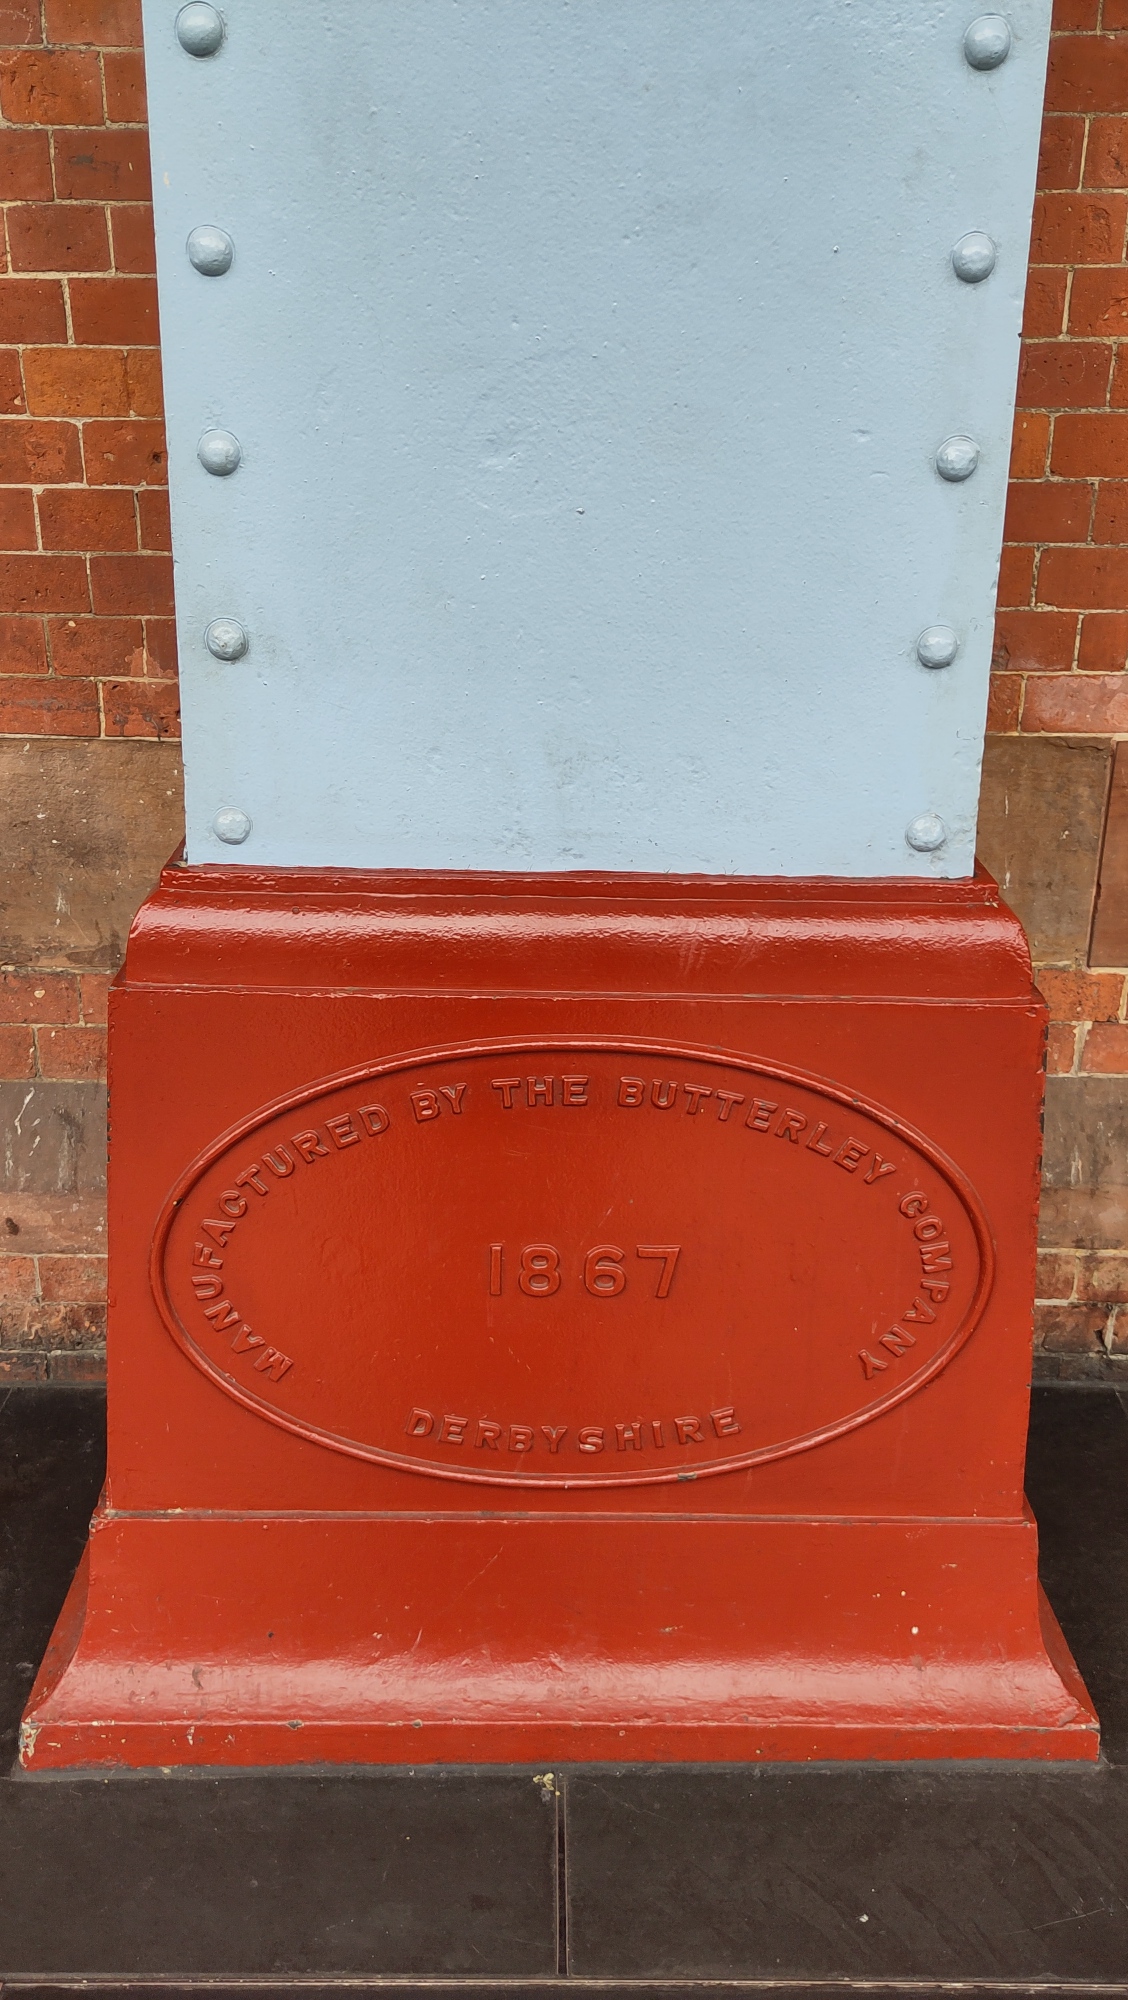 MANUFACTURED BY THE BUTTERLEY COMPANY
1867
DERBYSHIRE